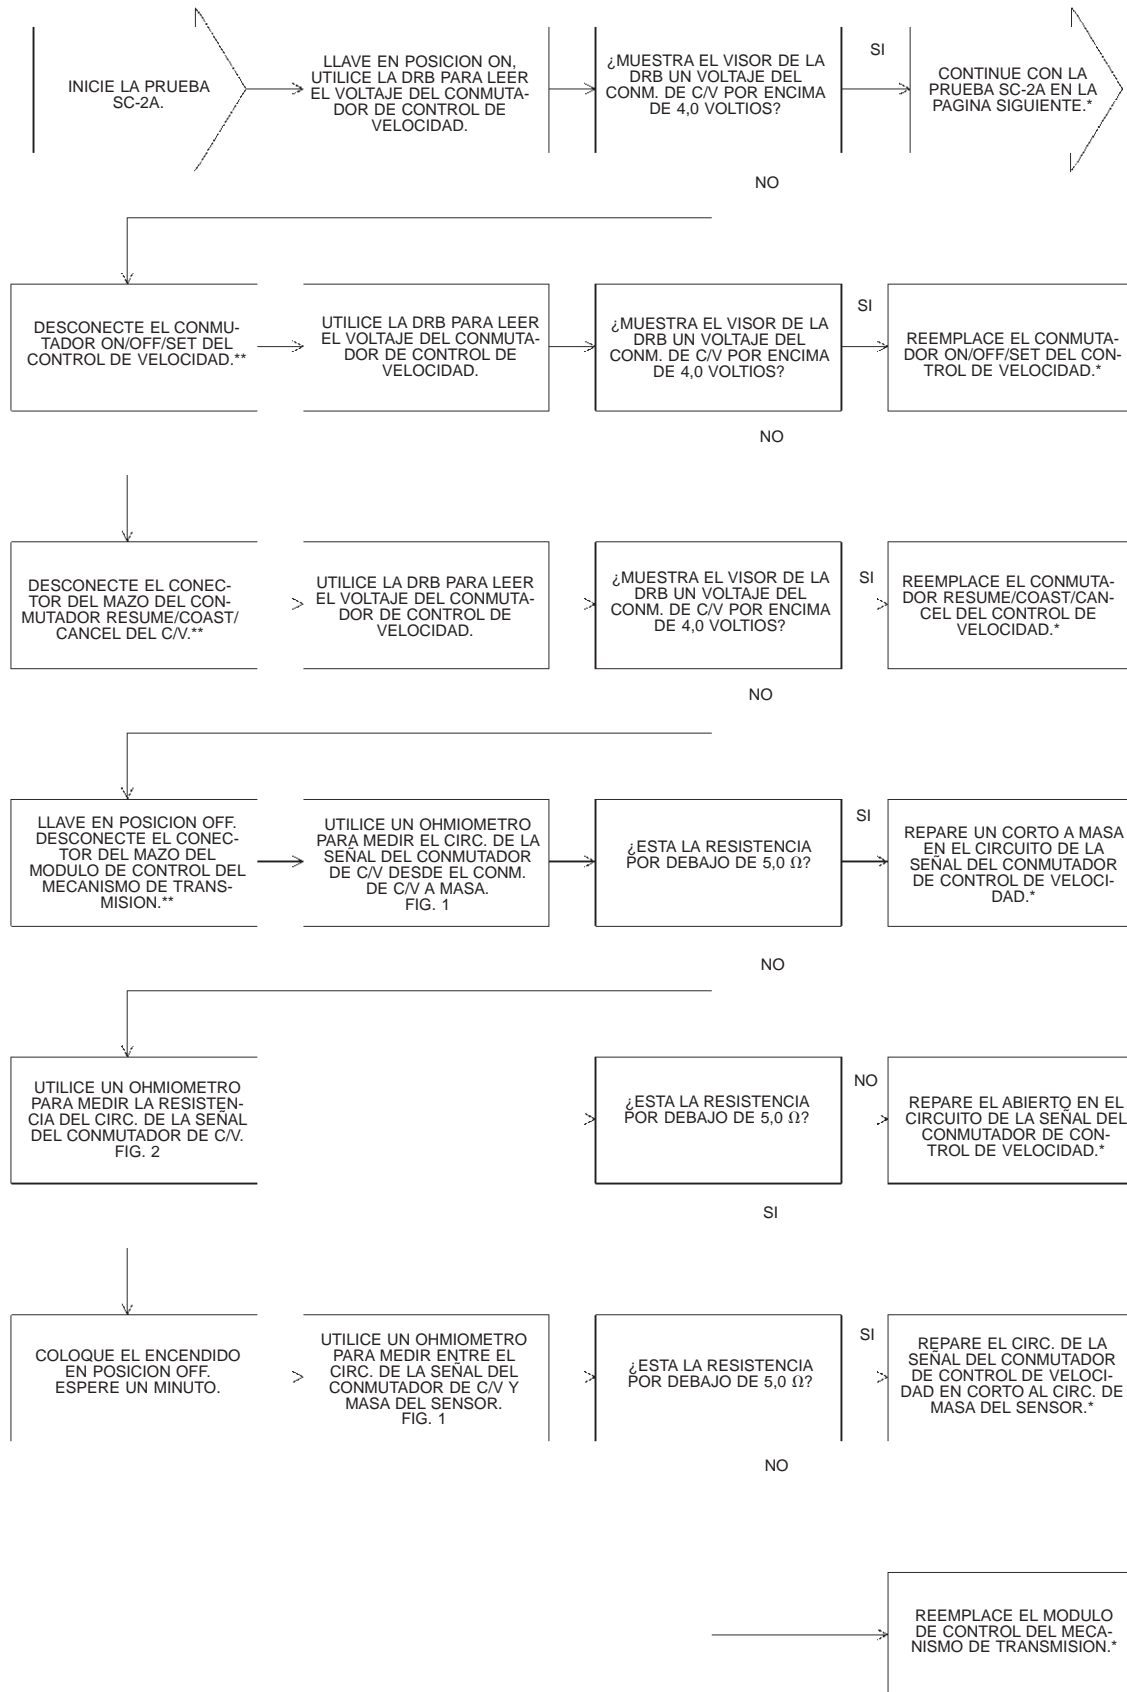 INICIE LA PRUEBA
SC-2A.
LLAVE EN POSICION ON,
UTILICE LA DRB PARA LEER
EL VOLTAJE DEL CONMUTA-
DOR DE CONTROL DE
VELOCIDAD.
¿MUESTRA EL VISOR DE LA
DRB UN VOLTAJE DEL
CONM. DE C/V POR ENCIMA
DE 4,0 VOLTIOS?
SI
CONTINUE CON LA
PRUEBA SC-2A EN LA
PAGINA SIGUIENTE.*
NO
DESCONECTE EL CONMU-
TADOR ON/OFF/SET DEL
CONTROL DE VELOCIDAD.**
UTILICE LA DRB PARA LEER
EL VOLTAJE DEL CONMUTA-
DOR DE CONTROL DE
VELOCIDAD.
¿MUESTRA EL VISOR DE LA
DRB UN VOLTAJE DEL
CONM. DE C/V POR ENCIMA
DE 4,0 VOLTIOS?
SI
REEMPLACE EL CONMUTA-
DOR ON/OFF/SET DEL CON-
TROL DE VELOCIDAD.*
NO
DESCONECTE EL CONEC-
TOR DEL MAZO DEL CON-
MUTADOR RESUME/COAST/
CANCEL DEL C/V.**
UTILICE LA DRB PARA LEER
EL VOLTAJE DEL CONMUTA-
DOR DE CONTROL DE
VELOCIDAD.
¿MUESTRA EL VISOR DE LA
DRB UN VOLTAJE DEL
CONM. DE C/V POR ENCIMA
DE 4,0 VOLTIOS?
SI
REEMPLACE EL CONMUTA-
DOR RESUME/COAST/CAN-
CEL DEL CONTROL DE
VELOCIDAD.*
NO
LLAVE EN POSICION OFF.
DESCONECTE EL CONEC-
TOR DEL MAZO DEL
MODULO DE CONTROL DEL
MECANISMO DE TRANS-
MISION.**
UTILICE UN OHMIOMETRO
PARA MEDIR EL CIRC. DE LA
SEÑAL DEL CONMUTADOR
DE C/V DESDE EL CONM.
DE C/V A MASA.
FIG. 1
¿ESTA LA RESISTENCIA
POR DEBAJO DE 5,0 Ω?
SI
REPARE UN CORTO A MASA
EN EL CIRCUITO DE LA
SEÑAL DEL CONMUTADOR
DE CONTROL DE VELOCI-
DAD.*
NO
UTILICE UN OHMIOMETRO
PARA MEDIR LA RESISTEN-
CIA DEL CIRC. DE LA SEÑAL
DEL CONMUTADOR DE C/V.
FIG. 2
¿ESTA LA RESISTENCIA
POR DEBAJO DE 5,0 Ω?
NO
REPARE EL ABIERTO EN EL
CIRCUITO DE LA SEÑAL DEL
CONMUTADOR DE CON-
TROL DE VELOCIDAD.*
SI
COLOQUE EL ENCENDIDO
EN POSICION OFF.
ESPERE UN MINUTO.
UTILICE UN OHMIOMETRO
PARA MEDIR ENTRE EL
CIRC. DE LA SEÑAL DEL
CONMUTADOR DE C/V Y
MASA DEL SENSOR.
FIG. 1
¿ESTA LA RESISTENCIA
POR DEBAJO DE 5,0 Ω?
SI
REPARE EL CIRC. DE LA
SEÑAL DEL CONMUTADOR
DE CONTROL DE VELOCI-
DAD EN CORTO AL CIRC. DE
MASA DEL SENSOR.*
NO
REEMPLACE EL MODULO
DE CONTROL DEL MECA-
NISMO DE TRANSMISION.*